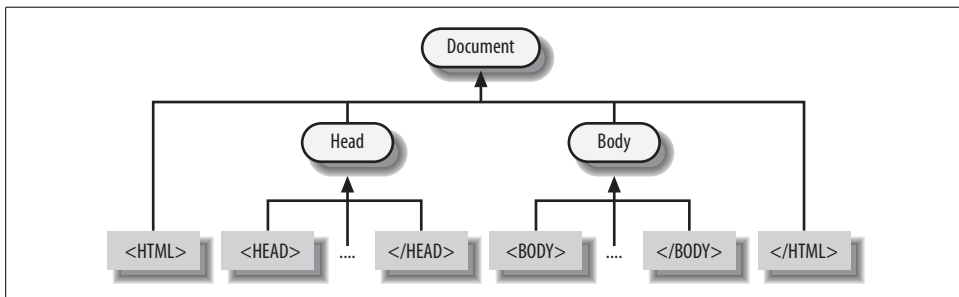 Document
Head Body
<HTML> <HEAD> .... </HEAD> <BODY> .... </BODY> </HTML>